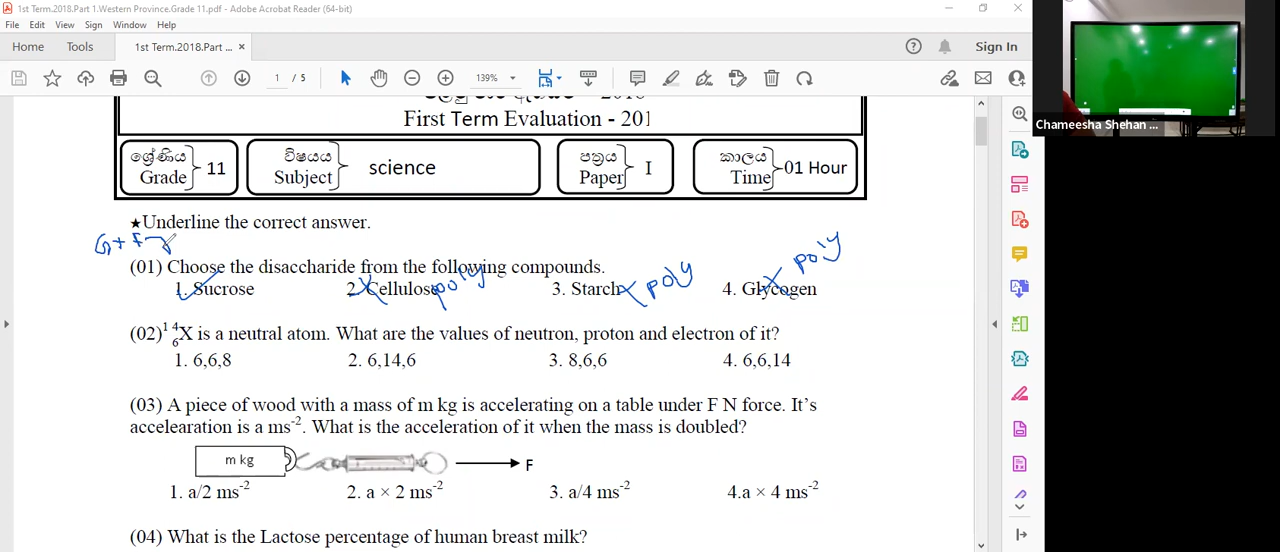 1st Term.2018.Part 1.Western Province.Grade 11.pdf - Adobe Acrobat Reader (64-bit)
File Edit View Sign Window Help
Home Tools 1st Term.2018.Part ... × Sign In
1 / 5 139%
First Term Evaluation - 201
ශ්‍රේණිය
Grade 11
විෂයය
Subject science
පත්‍රය
Paper I
කාලය
Time 01 Hour
★Underline the correct answer.
G+F
(01) Choose the disaccharide from the following compounds.
1. Sucrose 2. Cellulose poly 3. Starch poly 4. Glycogen poly
(02) ¹⁴₆X is a neutral atom. What are the values of neutron, proton and electron of it?
1. 6,6,8 2. 6,14,6 3. 8,6,6 4. 6,6,14
(03) A piece of wood with a mass of m kg is accelerating on a table under F N force. It's
accelearation is a ms⁻². What is the acceleration of it when the mass is doubled?
m kg F
1. a/2 ms⁻² 2. a × 2 ms⁻² 3. a/4 ms⁻² 4.a × 4 ms⁻²
(04) What is the Lactose percentage of human breast milk?
Chameesha Shehan ...